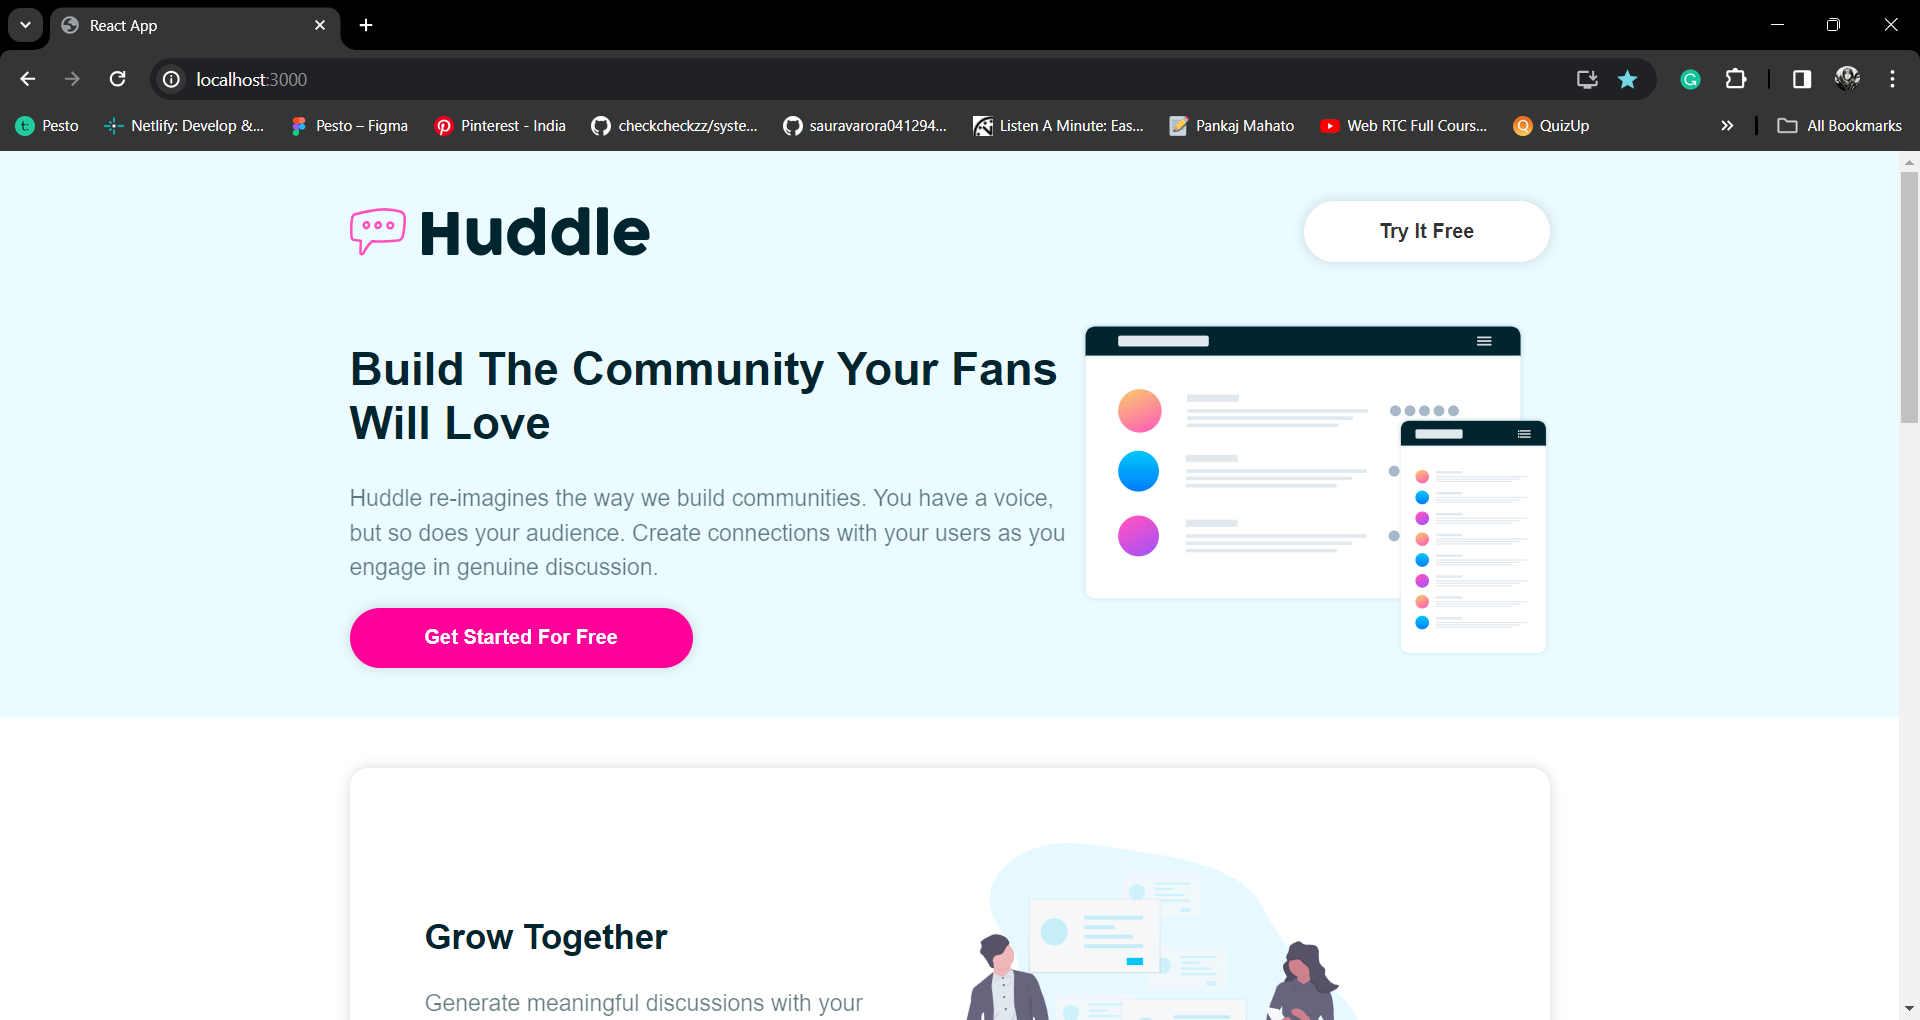 React App
localhost:3000
Pesto
Netlify: Develop &...
Pesto – Figma
Pinterest - India
checkcheckzz/syste...
sauravarora041294...
Listen A Minute: Eas...
Pankaj Mahato
Web RTC Full Cours...
QuizUp
All Bookmarks
Huddle
Try It Free
Build The Community Your Fans
Will Love
Huddle re-imagines the way we build communities. You have a voice,
but so does your audience. Create connections with your users as you
engage in genuine discussion.
Get Started For Free
Grow Together
Generate meaningful discussions with your